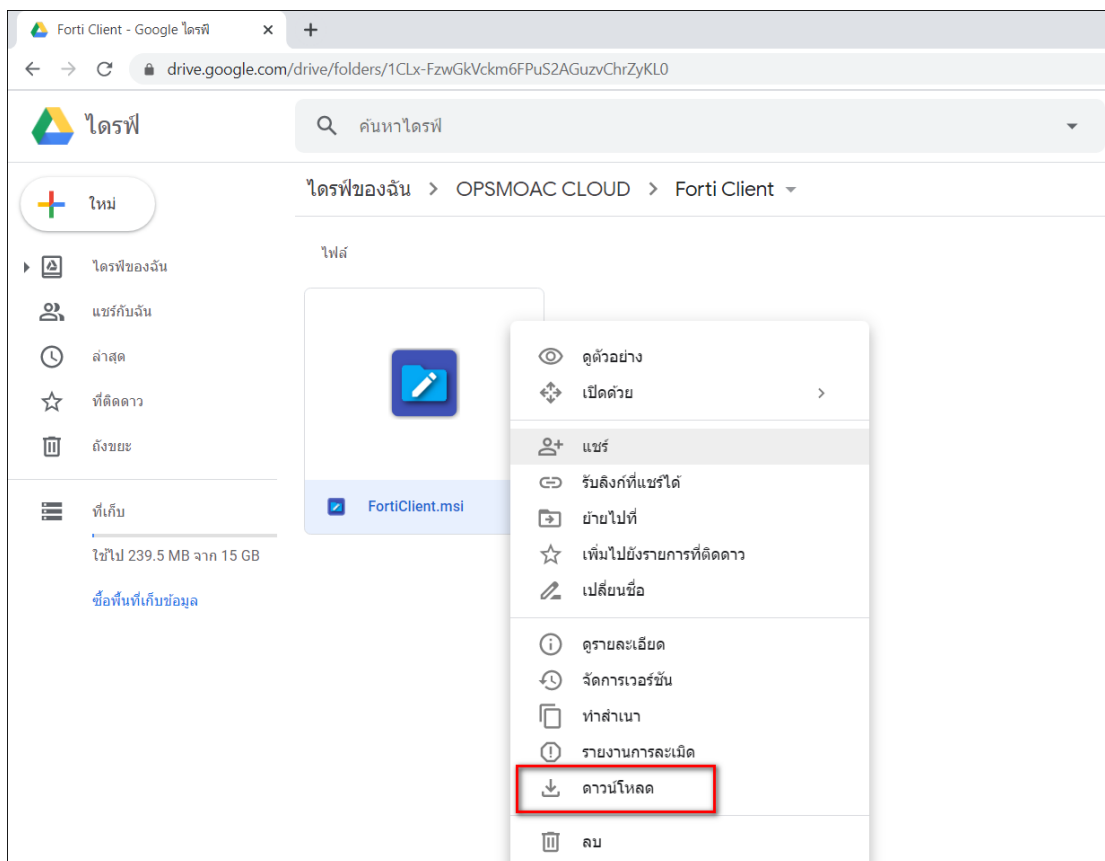 Forti Client - Google ไดรฟ์
drive.google.com/drive/folders/1CLx-FzwGkVckm6FPuS2AGuzvChrZyKL0
ไดรฟ์
ค้นหาไดรฟ์
ใหม่
ไดรฟ์ของฉัน > OPSMOAC CLOUD > Forti Client
ไดรฟ์ของฉัน
แชร์กับฉัน
ล่าสุด
ที่ติดดาว
ถังขยะ
ที่เก็บ
ใช้ไป 239.5 MB จาก 15 GB
ซื้อพื้นที่เก็บข้อมูล
ไฟล์
FortiClient.msi
ดูตัวอย่าง
เปิดด้วย
แชร์
รับลิงก์ที่แชร์ได้
ย้ายไปที่
เพิ่มไปยังรายการที่ติดดาว
เปลี่ยนชื่อ
ดูรายละเอียด
จัดการเวอร์ชัน
ทำสำเนา
รายงานการละเมิด
ดาวน์โหลด
ลบ